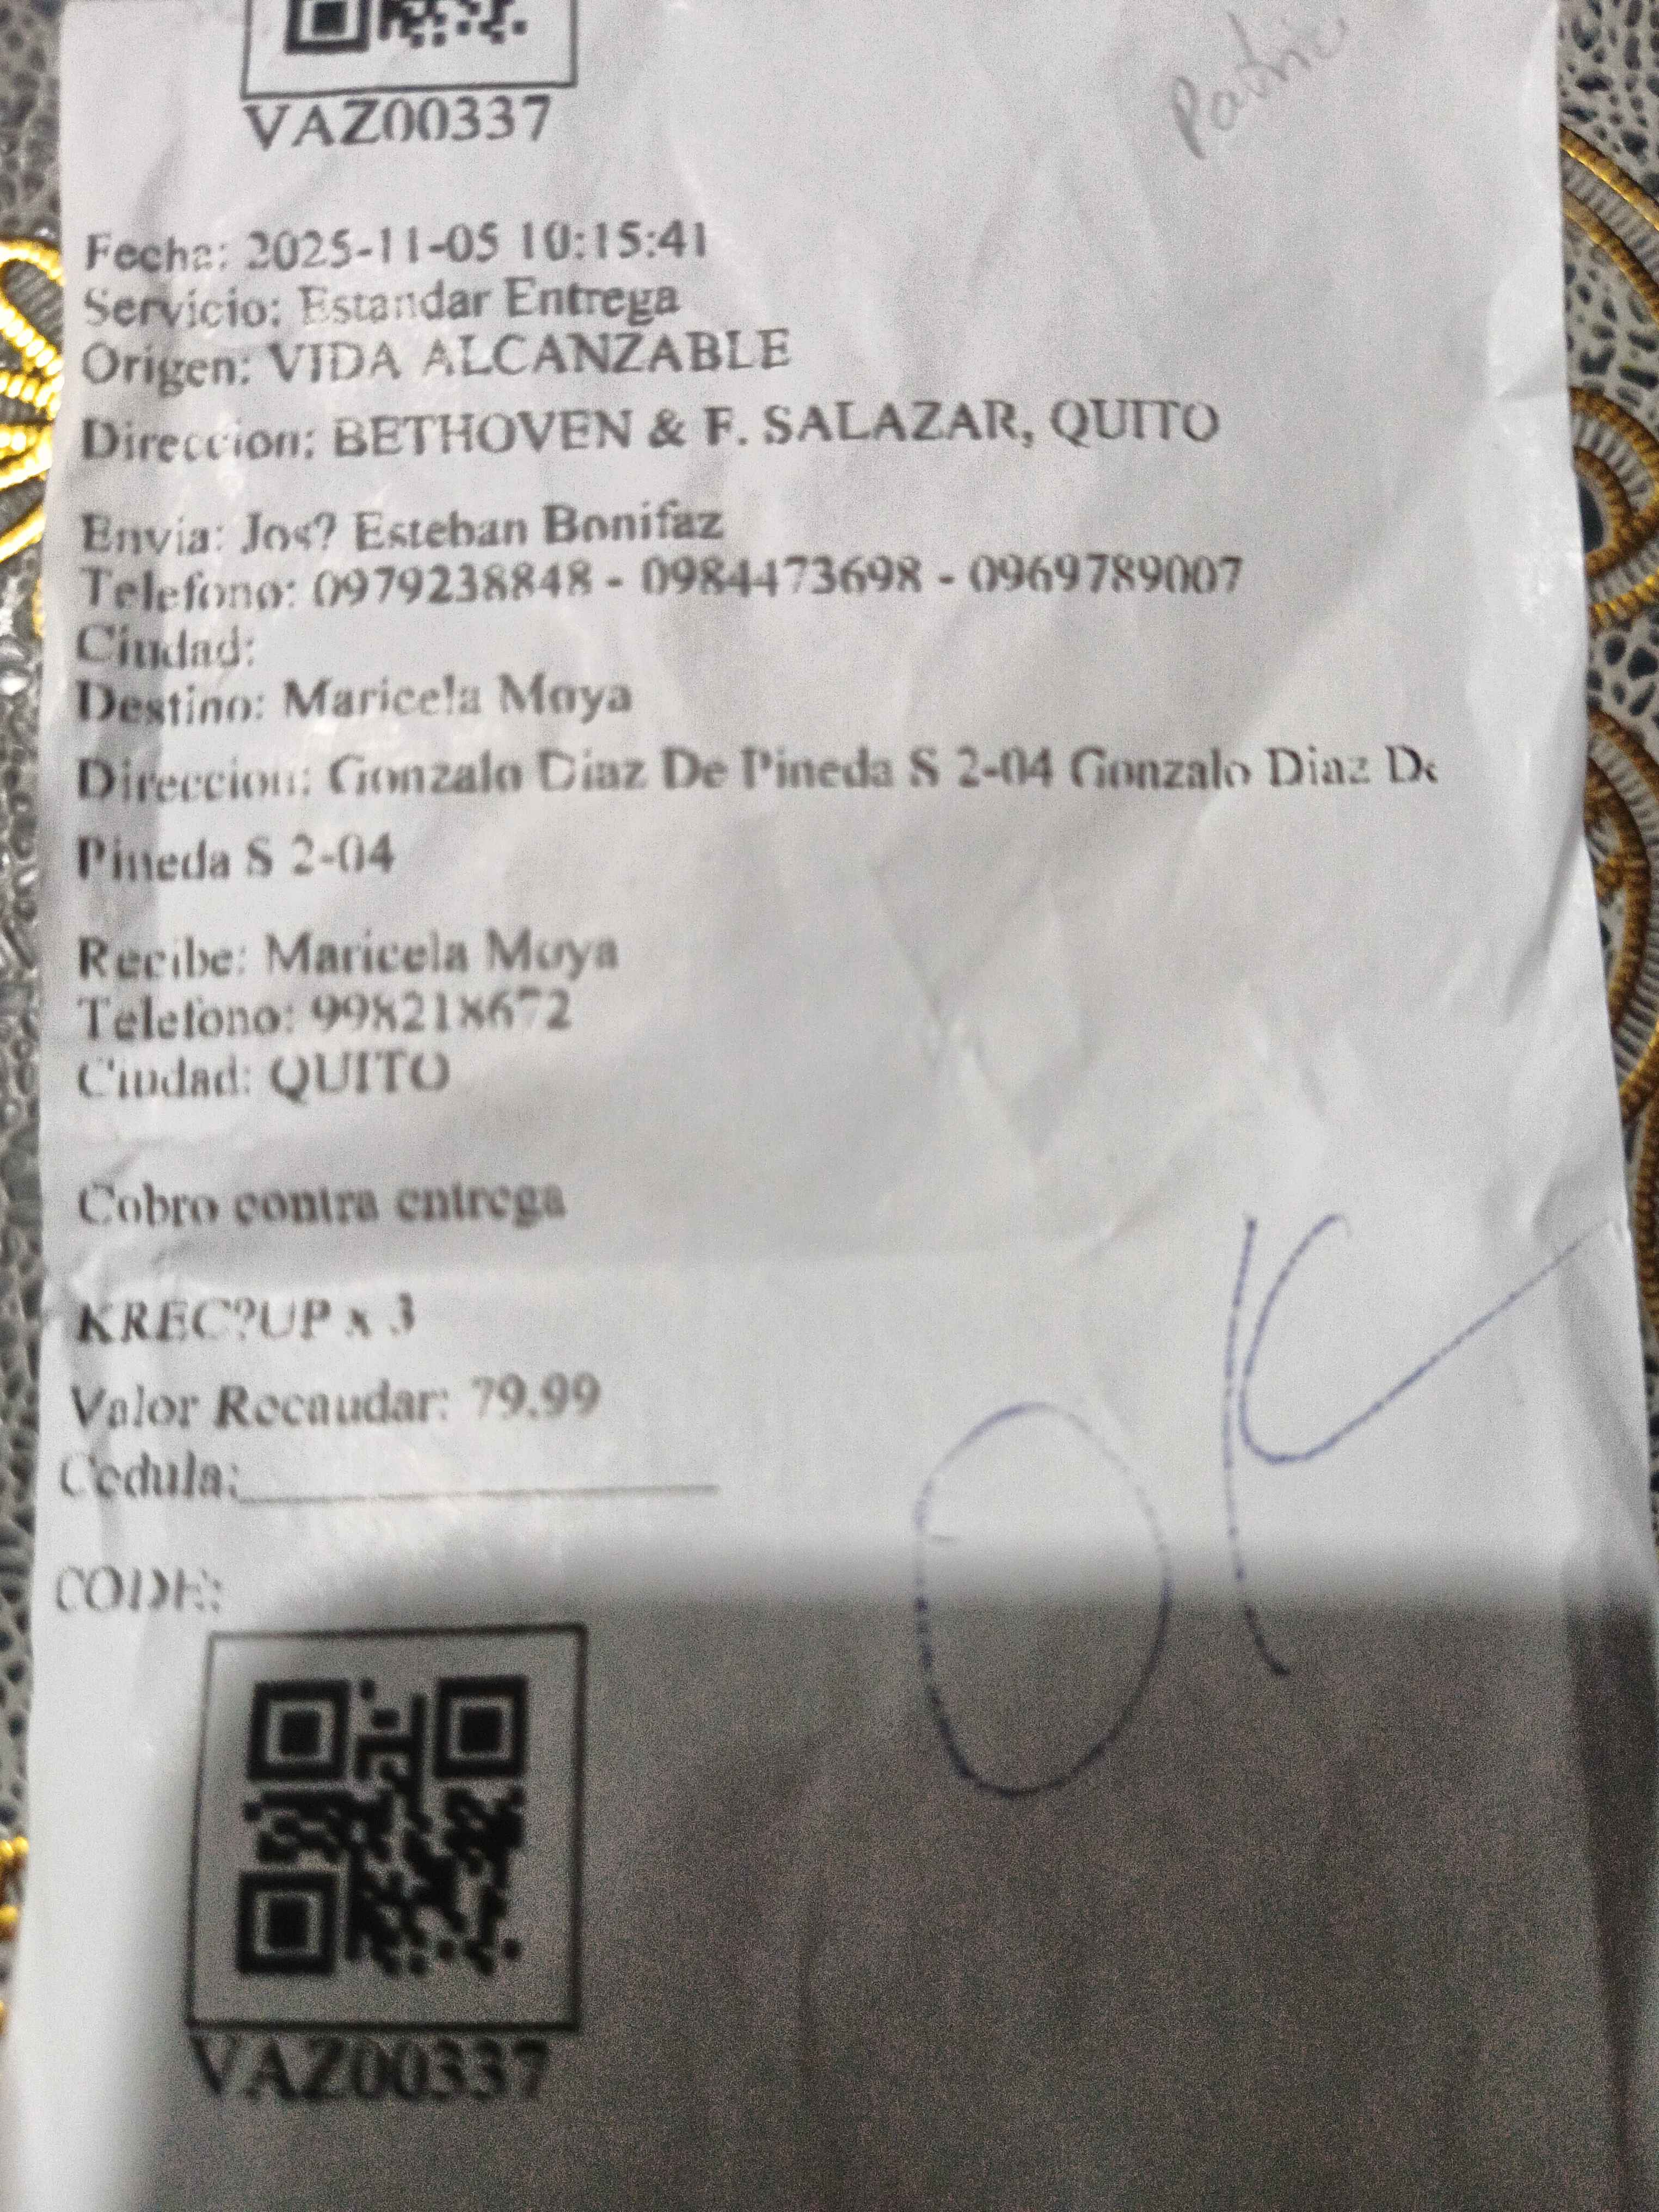 VAZ00337
Fecha: 2025-11-05 10:15:41
Servicio: Estandar Entrega
Origen: VIDA ALCANZABLE
Direccion: BETHOVEN & F. SALAZAR, QUITO
Envia: Jos? Esteban Bonifaz
Telefono: 0979238848 - 0984473698 - 0969789007
Ciudad:
Destino: Maricela Moya
Direccion: Gonzalo Diaz De Pineda S 2-04 Gonzalo Diaz De
Pineda S 2-04
Recibe: Maricela Moya
Telefono: 998218672
Ciudad: QUITO
Cobro contra entrega
KREC?UP x 3
Valor Recaudar: 79.99
Cedula:
OK
CODE:
VAZ00337